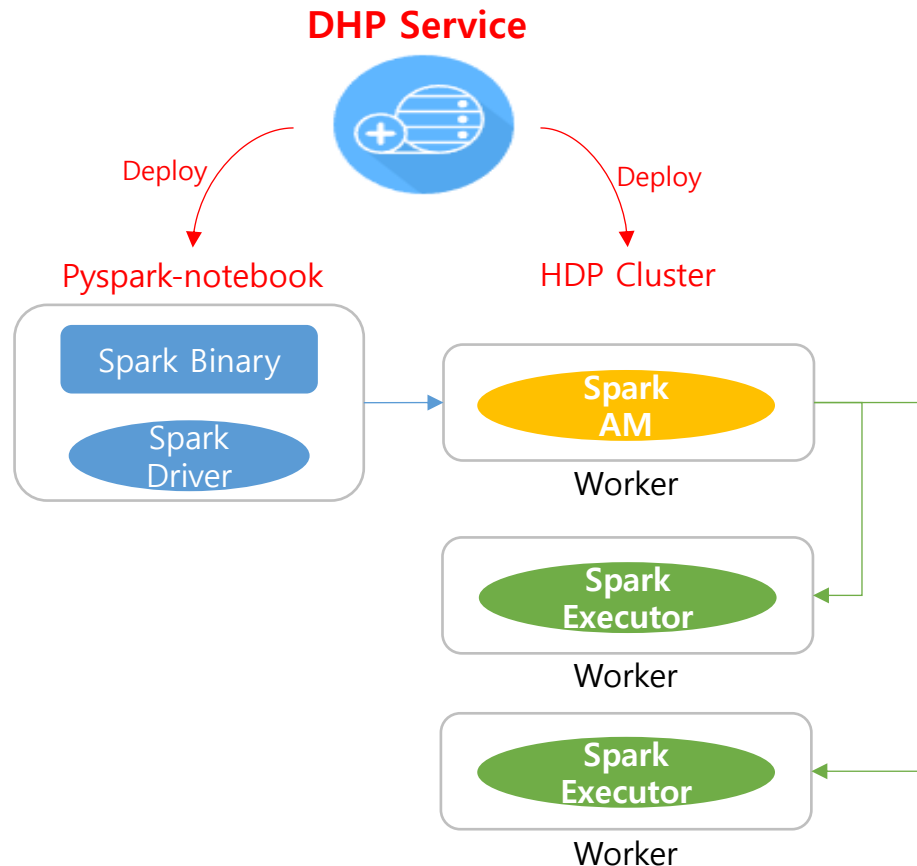 DHP Service
Deploy
Deploy
Pyspark-notebook
HDP Cluster
Spark Binary
Spark
Driver
Spark
AM
Worker
Spark
Executor
Worker
Spark
Executor
Worker